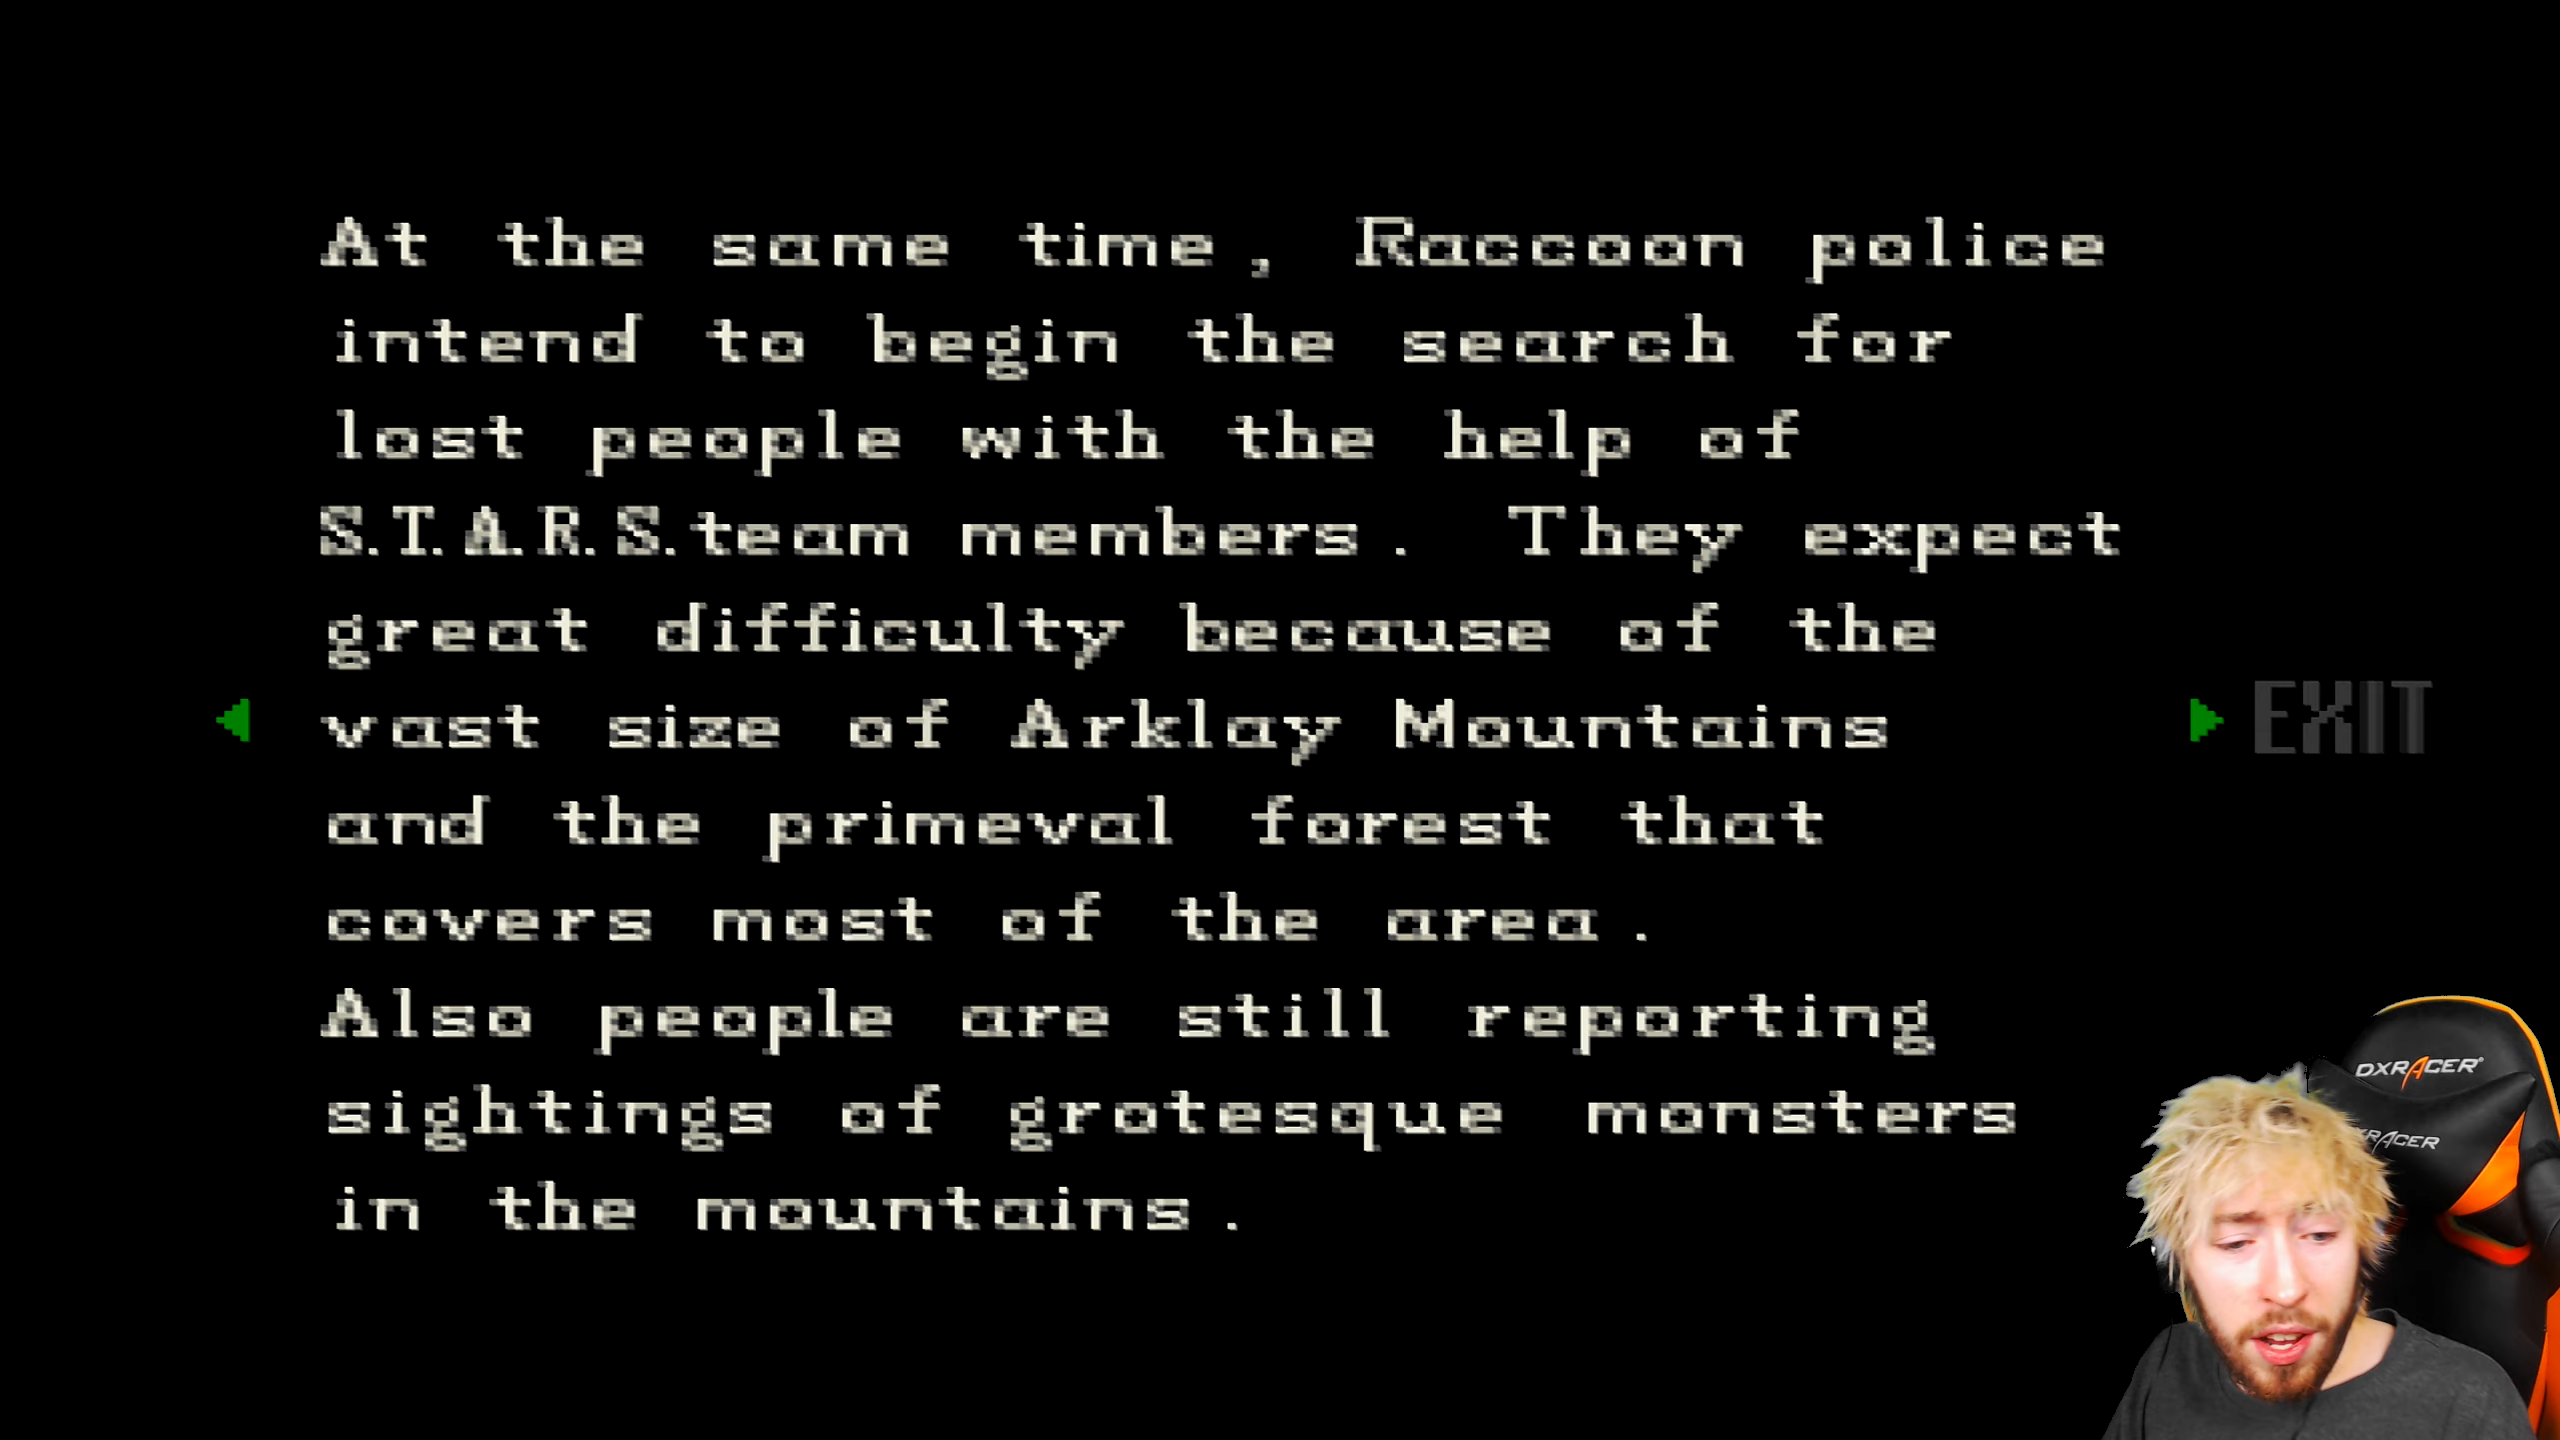 At the same time, Raccoon police
intend to begin the search for
lost people with the help of
S.T.A.R.S.team members. They expect
great difficulty because of the
vast size of Arklay Mountains
and the primeval forest that
covers most of the area.
Also people are still reporting
sightings of grotesque monsters
in the mountains.
EXIT
DXRACER
RACER